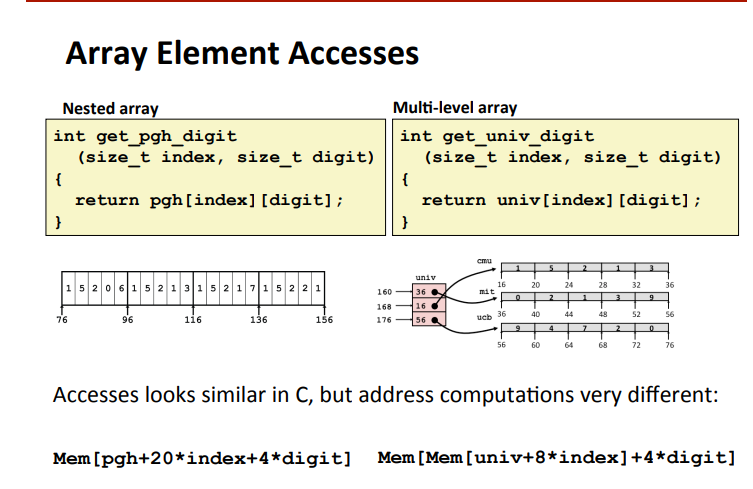 Array Element Accesses
Nested array
int get_pgh_digit
(size_t index, size_t digit)
{
return pgh[index][digit];
}
Multi-level array
int get_univ_digit
(size_t index, size_t digit)
{
return univ[index][digit];
}
1 5 2 0 6 1 5 2 1 3 1 5 2 1 7 1 5 2 2 1
76 96 116 136 156
univ
160 36
168 16
176 56
cmu
1 5 2 1 3
16 20 24 28 32 36
mit
0 2 1 3 9
36 40 44 48 52 56
ucb
9 4 7 2 0
56 60 64 68 72 76
Accesses looks similar in C, but address computations very different:
Mem[pgh+20*index+4*digit]
Mem[Mem[univ+8*index]+4*digit]